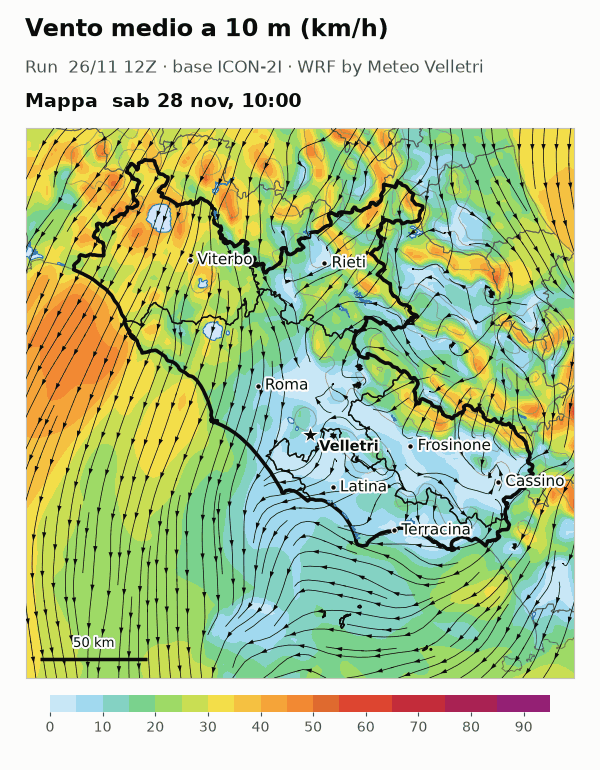 Vento medio a 10 m (km/h)
Run  26/11 12Z · base ICON-2I · WRF by Meteo Velletri
Mappa  sab 28 nov, 10:00
Viterbo
Rieti
Roma
Velletri
Frosinone
Latina
Cassino
Terracina
50 km
0 10 20 30 40 50 60 70 80 90